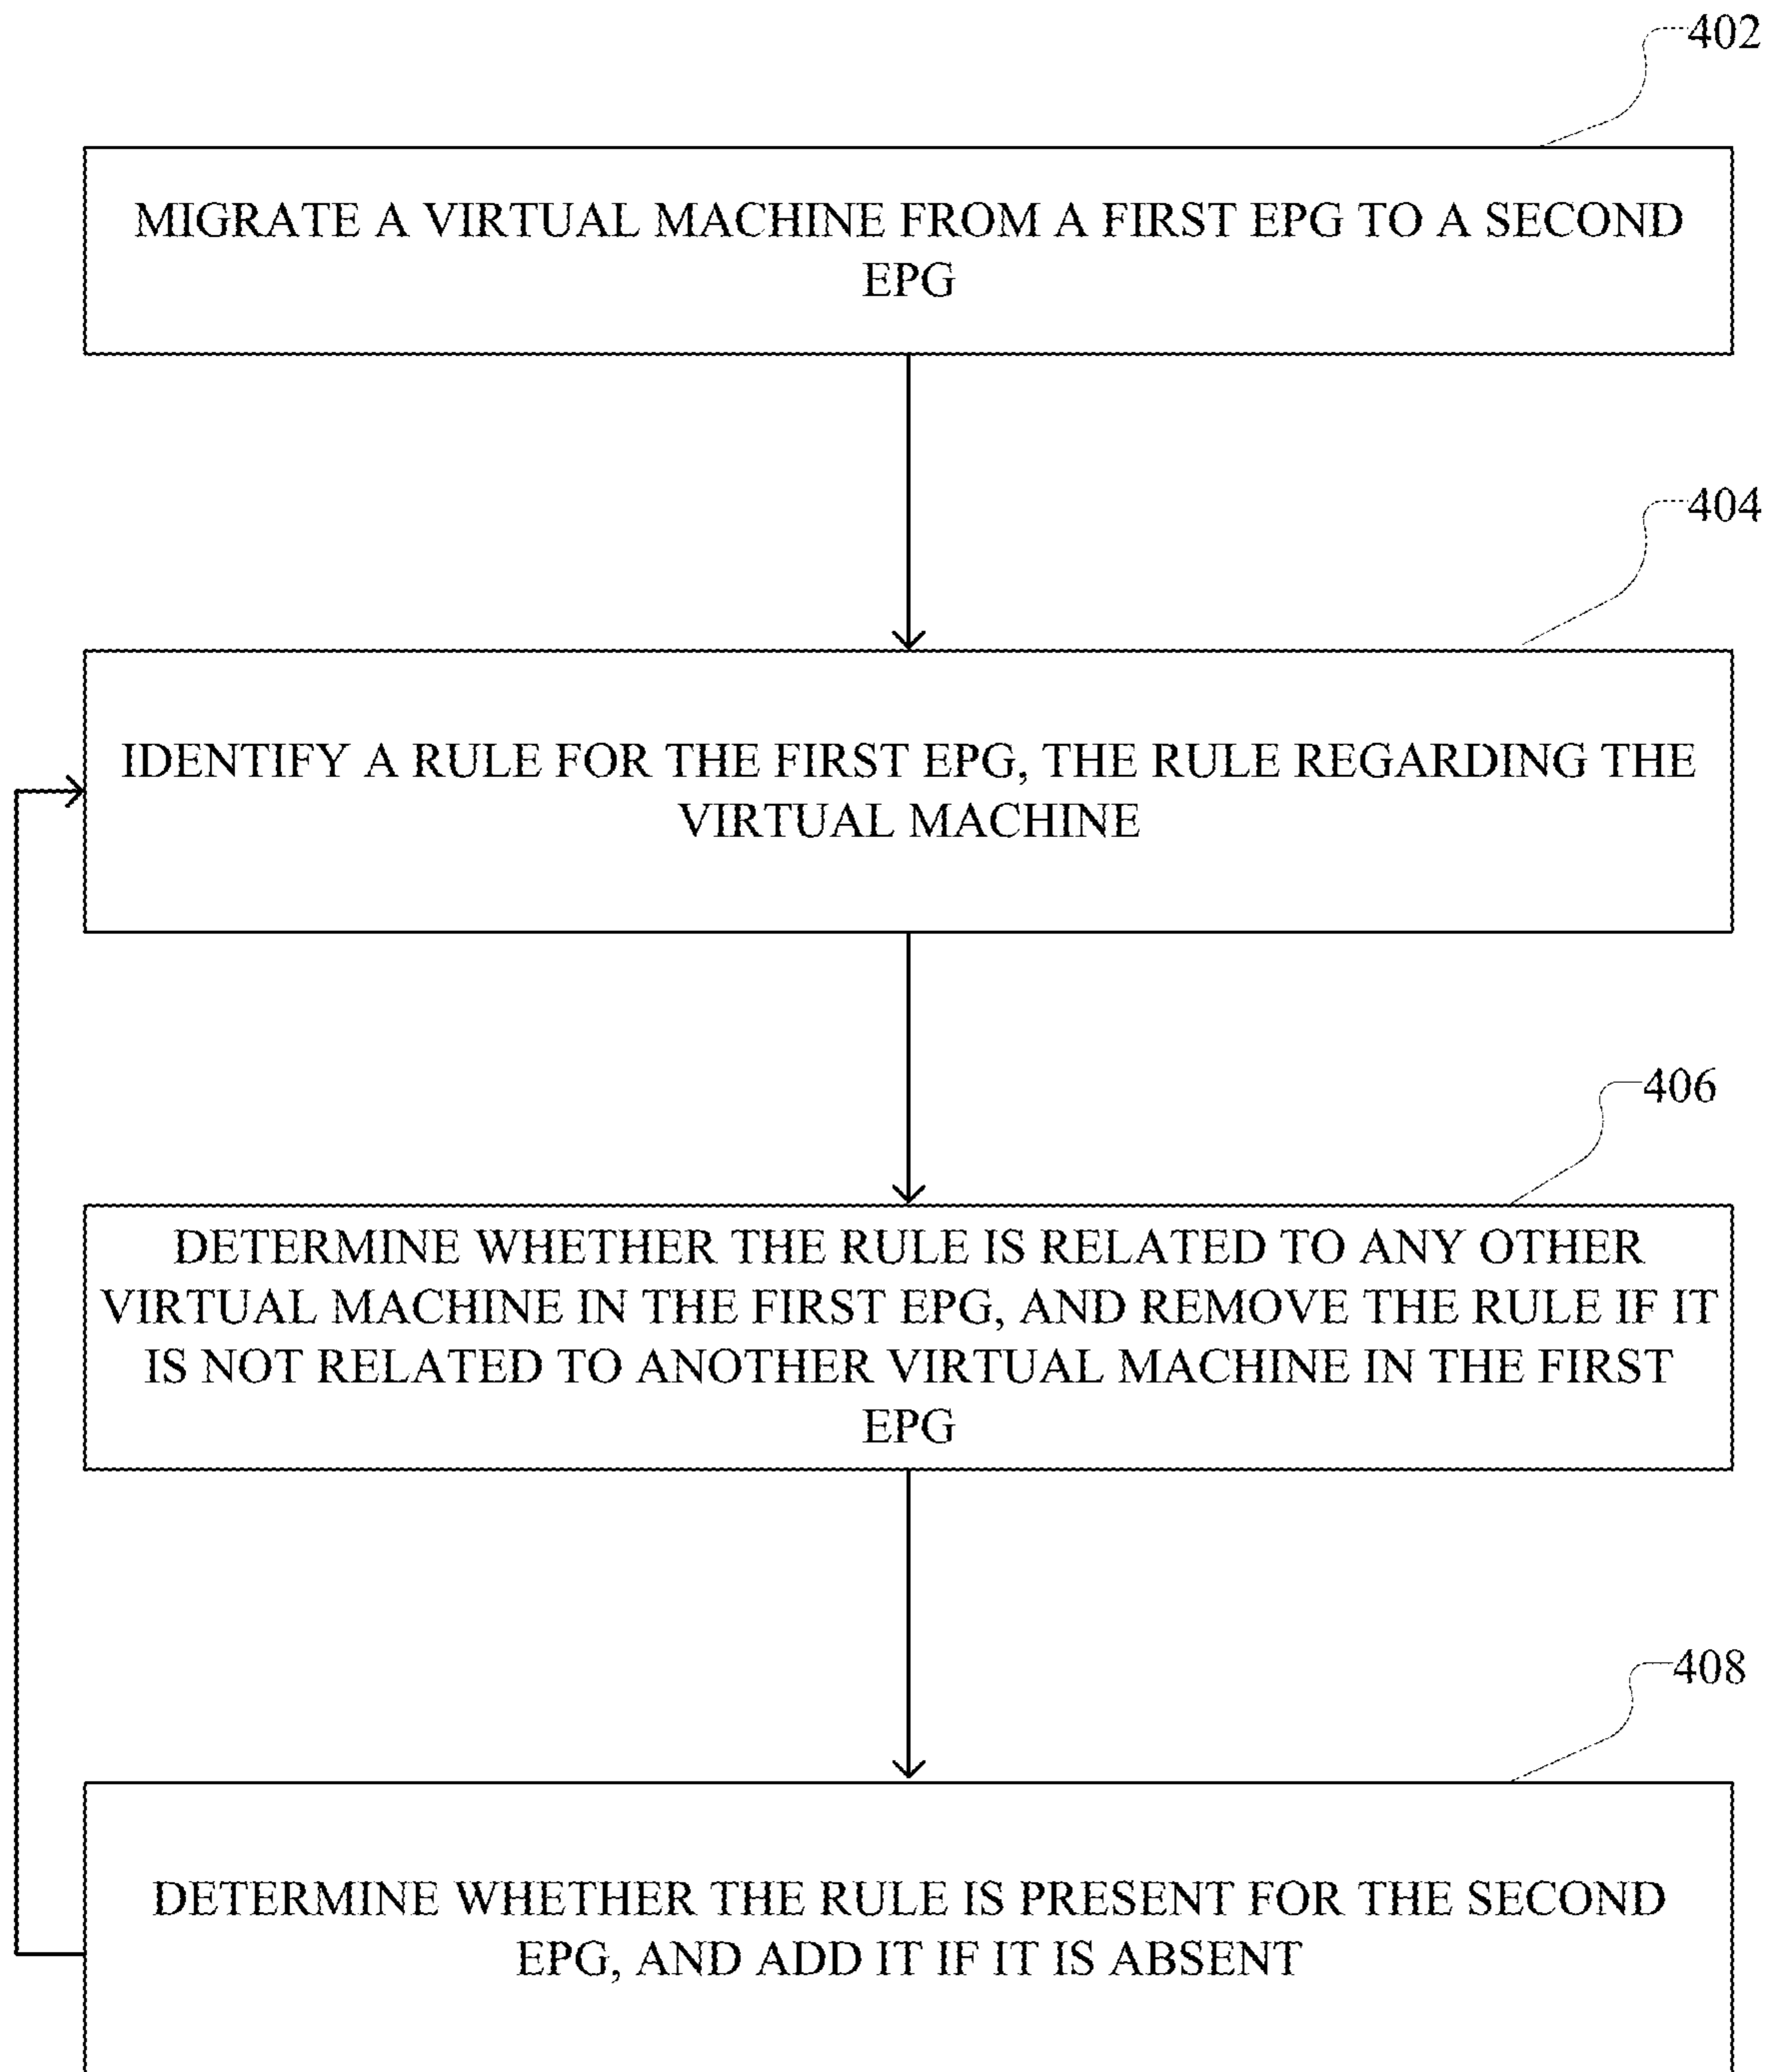 402
MIGRATE A VIRTUAL MACHINE FROM A FIRST EPG TO A SECOND
EPG
404
IDENTIFY A RULE FOR THE FIRST EPG, THE RULE REGARDING THE
VIRTUAL MACHINE
406
DETERMINE WHETHER THE RULE IS RELATED TO ANY OTHER
VIRTUAL MACHINE IN THE FIRST EPG, AND REMOVE THE RULE IF IT
IS NOT RELATED TO ANOTHER VIRTUAL MACHINE IN THE FIRST
EPG
408
DETERMINE WHETHER THE RULE IS PRESENT FOR THE SECOND
EPG, AND ADD IT IF IT IS ABSENT